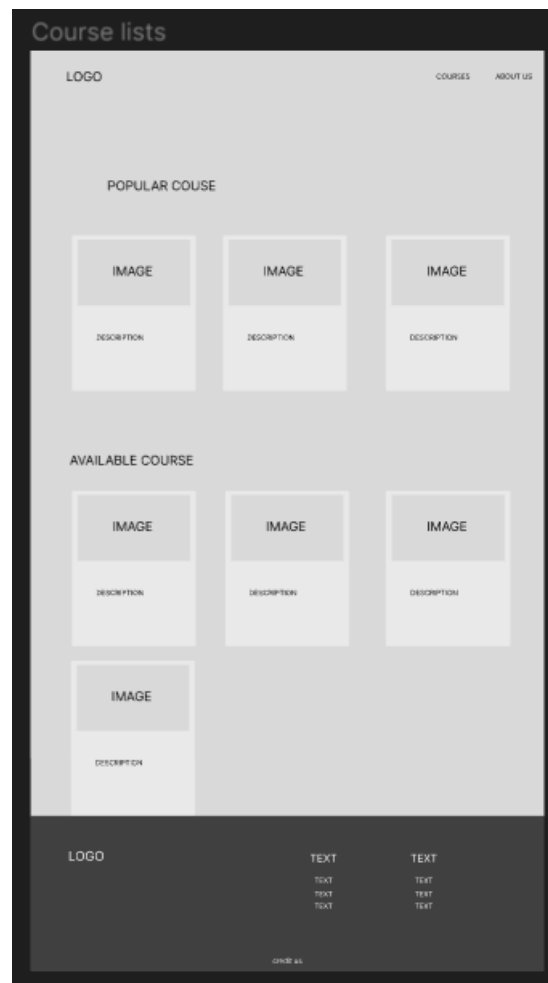 Course lists
LOGO COURSES ABOUT US
POPULAR COUSE
IMAGE IMAGE IMAGE
DESCRIPTION DESCRIPTION DESCRIPTION
AVAILABLE COURSE
IMAGE IMAGE IMAGE
DESCRIPTION DESCRIPTION DESCRIPTION
IMAGE
DESCRIPTION
LOGO TEXT TEXT
TEXT TEXT
TEXT TEXT
TEXT TEXT
credit us